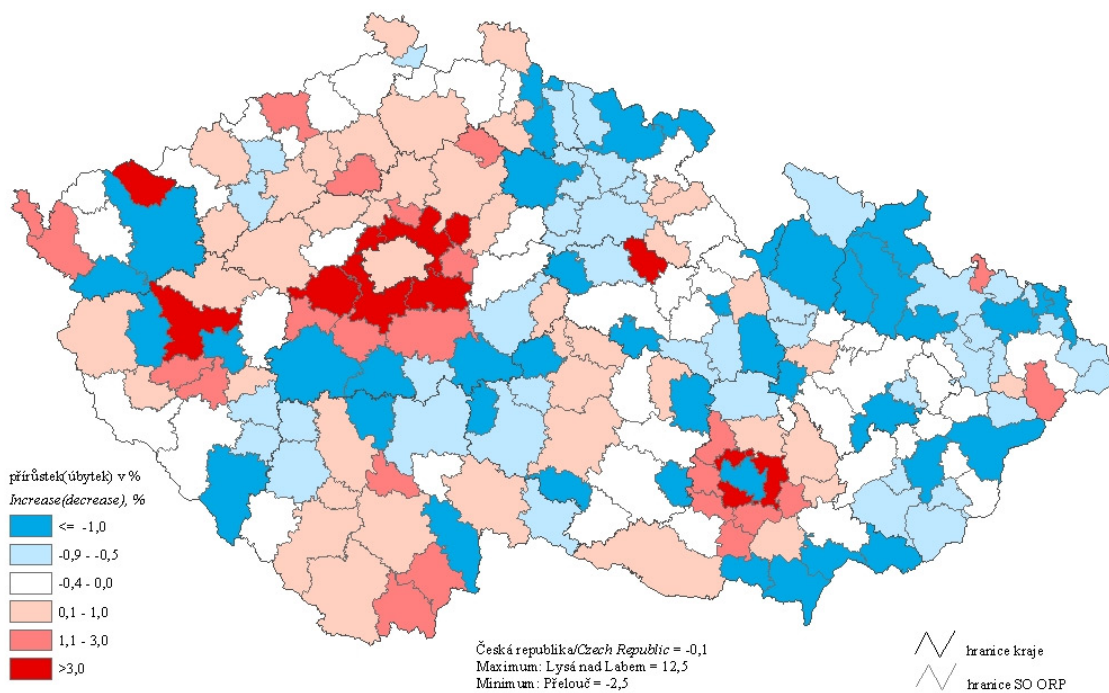 přírůstek(úbytek) v %
Increase(decrease), %
<= -1,0
-0,9 - -0,5
-0,4 - 0,0
0,1 - 1,0
1,1 - 3,0
>3,0
Česká republika/Czech Republic = -0,1
Maximum: Lysá nad Labem = 12,5
Minimum: Přelouč = -2,5
hranice kraje
hranice SO ORP